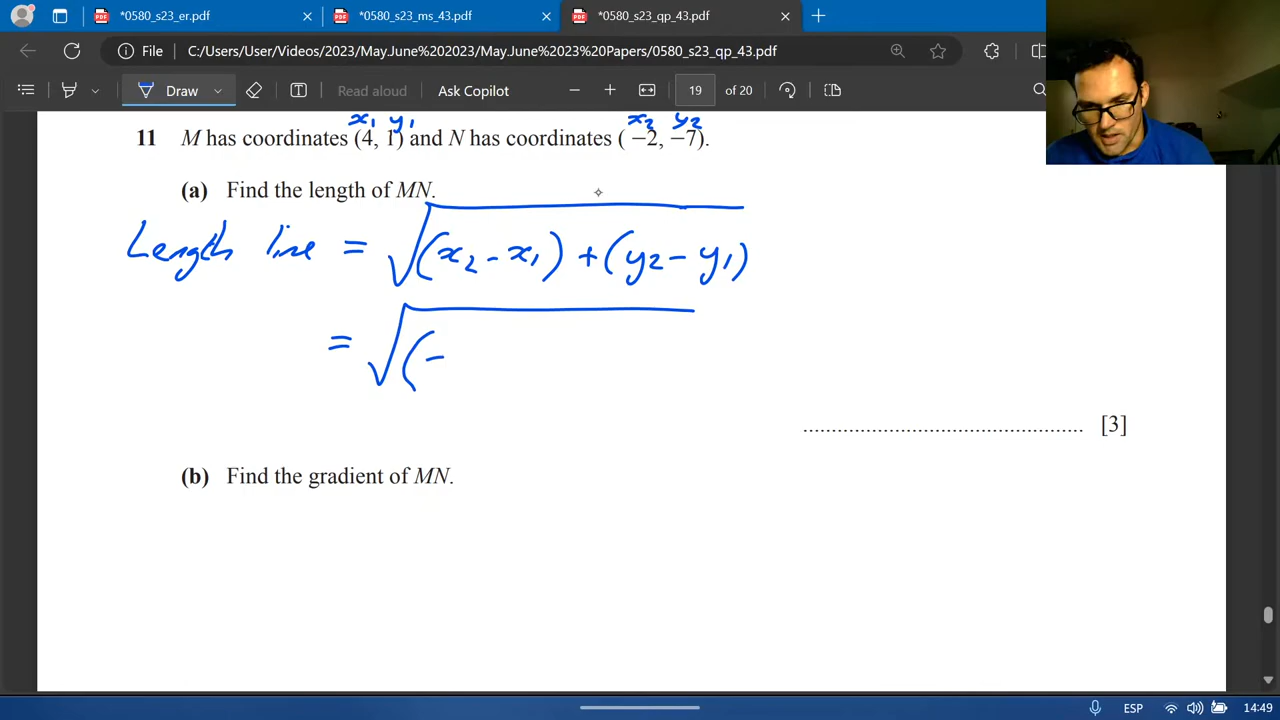 *0580_s23_er.pdf
*0580_s23_ms_43.pdf
*0580_s23_qp_43.pdf
File
C:/Users/User/Videos/2023/May.June%202023/May.June%2023%20Papers/0580_s23_qp_43.pdf
Draw
Read aloud
Ask Copilot
19 of 20
x₁ y₁ x₂ y₂
11 M has coordinates (4, 1) and N has coordinates ( −2, −7).
(a) Find the length of MN.
Length line = √(x₂ - x₁) + (y₂ - y₁)
= √(-
................................................ [3]
(b) Find the gradient of MN.
ESP
14:49